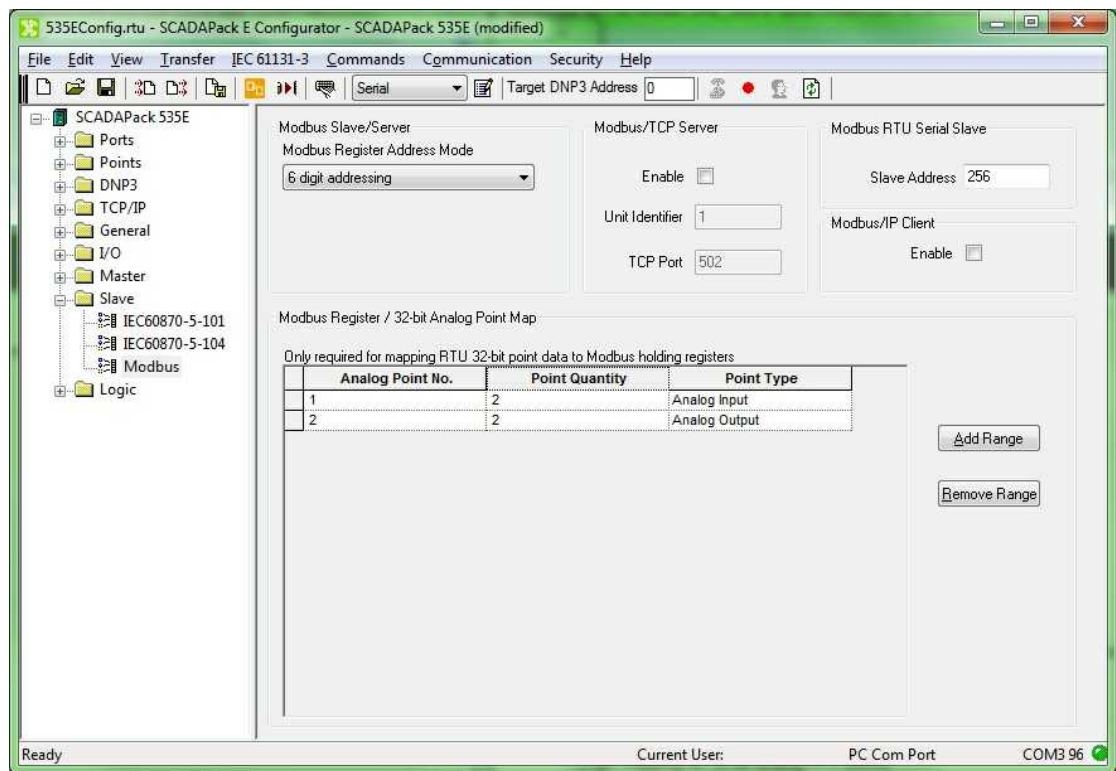 535EConfig.rtu - SCADAPack E Configurator - SCADAPack 535E (modified)
File Edit View Transfer IEC 61131-3 Commands Communication Security Help
Serial Target DNP3 Address 0
SCADAPack 535E
Ports
Points
DNP3
TCP/IP
General
I/O
Master
Slave
IEC60870-5-101
IEC60870-5-104
Modbus
Logic
Modbus Slave/Server
Modbus Register Address Mode
6 digit addressing
Modbus/TCP Server
Enable
Unit Identifier 1
TCP Port 502
Modbus RTU Serial Slave
Slave Address 256
Modbus/IP Client
Enable
Modbus Register / 32-bit Analog Point Map
Only required for mapping RTU 32-bit point data to Modbus holding registers
Analog Point No. Point Quantity Point Type
1 2 Analog Input
2 2 Analog Output
Add Range
Remove Range
Ready Current User: PC Com Port COM3 96